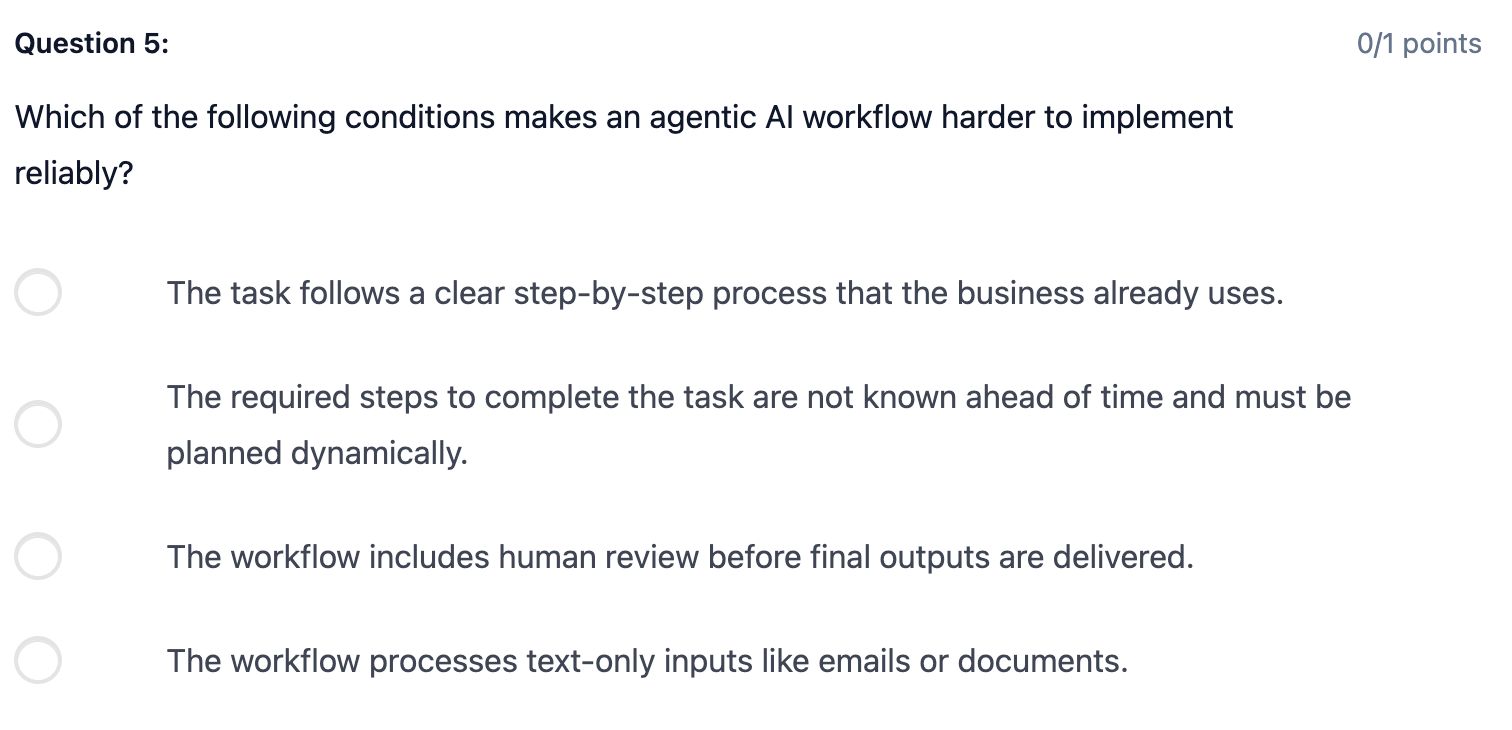 Question 5:
0/1 points
Which of the following conditions makes an agentic AI workflow harder to implement
reliably?
The task follows a clear step-by-step process that the business already uses.
The required steps to complete the task are not known ahead of time and must be
planned dynamically.
The workflow includes human review before final outputs are delivered.
The workflow processes text-only inputs like emails or documents.